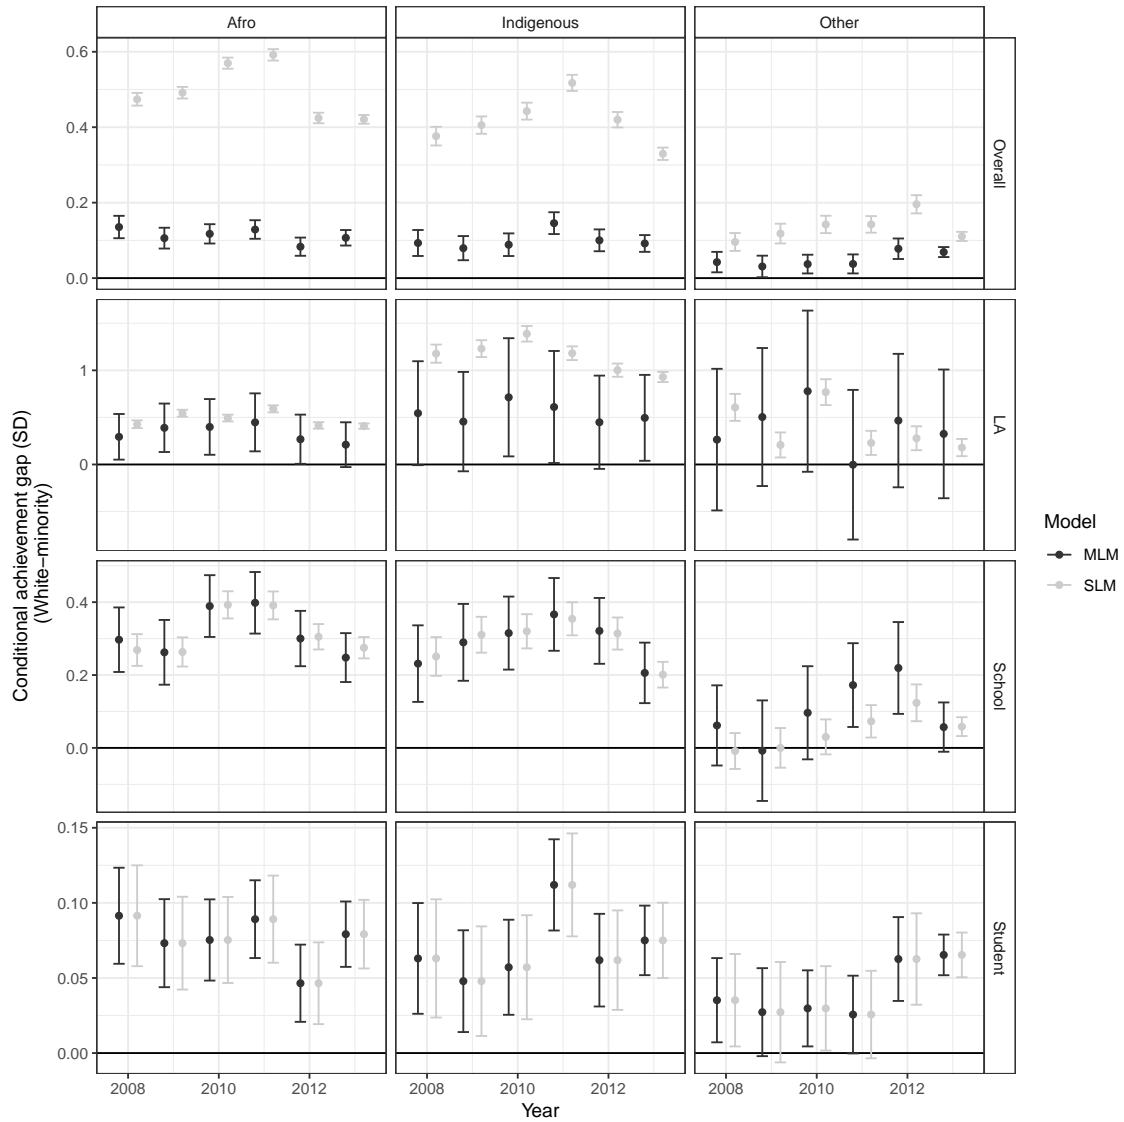 Afro Indigenous Other
0.6
0.4
0.2
0.0
Overall
1
0
LA
0.4
0.2
0.0
School
0.15
0.10
0.05
0.00
Student
2008 2010 2012 2008 2010 2012 2008 2010 2012
Year
Conditional achievement gap (SD)
(White−minority)
Model
MLM
SLM